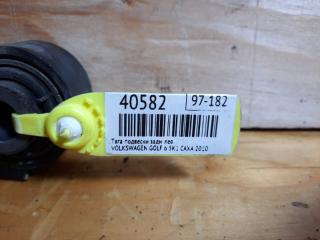 40582
97-182
Тяга подвески задн лев
VOLKSWAGEN GOLF 6 5K1 CAXA 2010